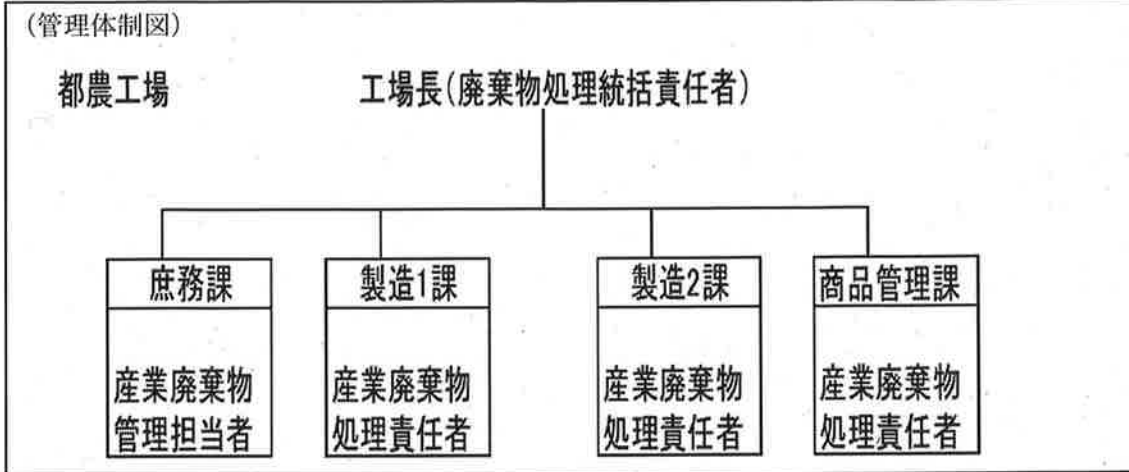 (管理体制図)
都農工場 工場長(廃棄物処理統括責任者)
庶務課 製造1課 製造2課 商品管理課
産業廃棄物 産業廃棄物 産業廃棄物 産業廃棄物
管理担当者 処理責任者 処理責任者 処理責任者